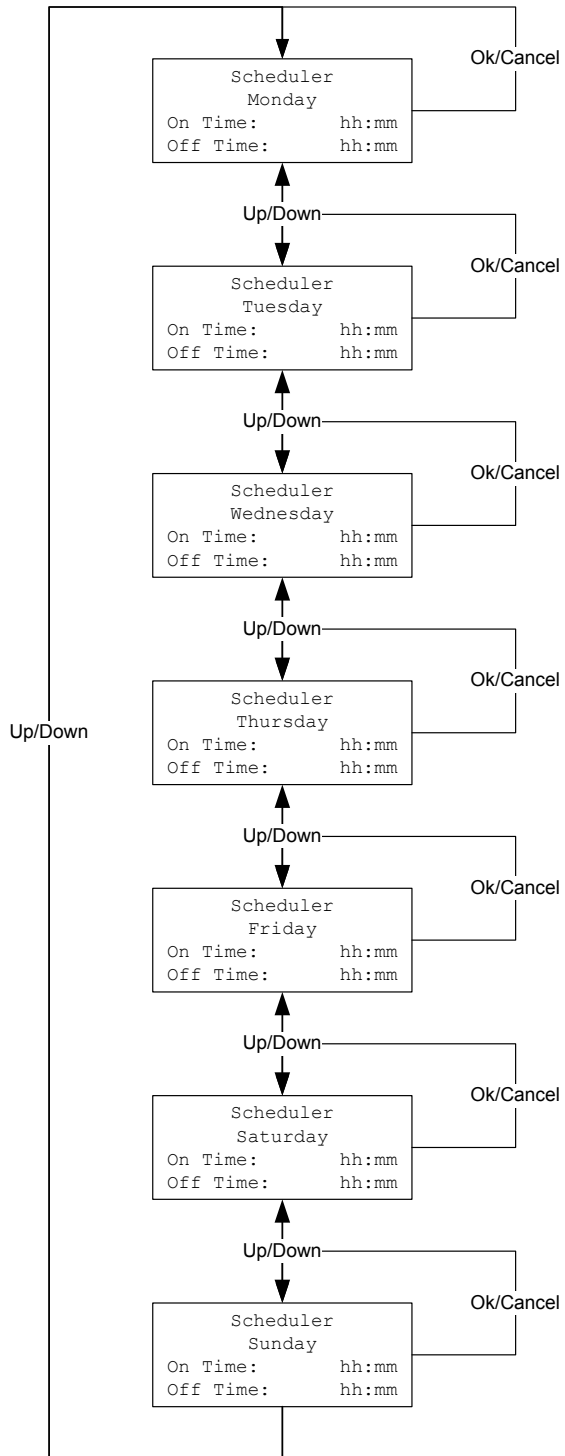 Ok/Cancel
Scheduler
Monday
On Time: hh:mm
Off Time: hh:mm
Up/Down
Ok/Cancel
Scheduler
Tuesday
On Time: hh:mm
Off Time: hh:mm
Up/Down
Ok/Cancel
Scheduler
Wednesday
On Time: hh:mm
Off Time: hh:mm
Up/Down
Ok/Cancel
Scheduler
Thursday
Up/Down
On Time: hh:mm
Off Time: hh:mm
Up/Down
Ok/Cancel
Scheduler
Friday
On Time: hh:mm
Off Time: hh:mm
Up/Down
Ok/Cancel
Scheduler
Saturday
On Time: hh:mm
Off Time: hh:mm
Up/Down
Ok/Cancel
Scheduler
Sunday
On Time: hh:mm
Off Time: hh:mm